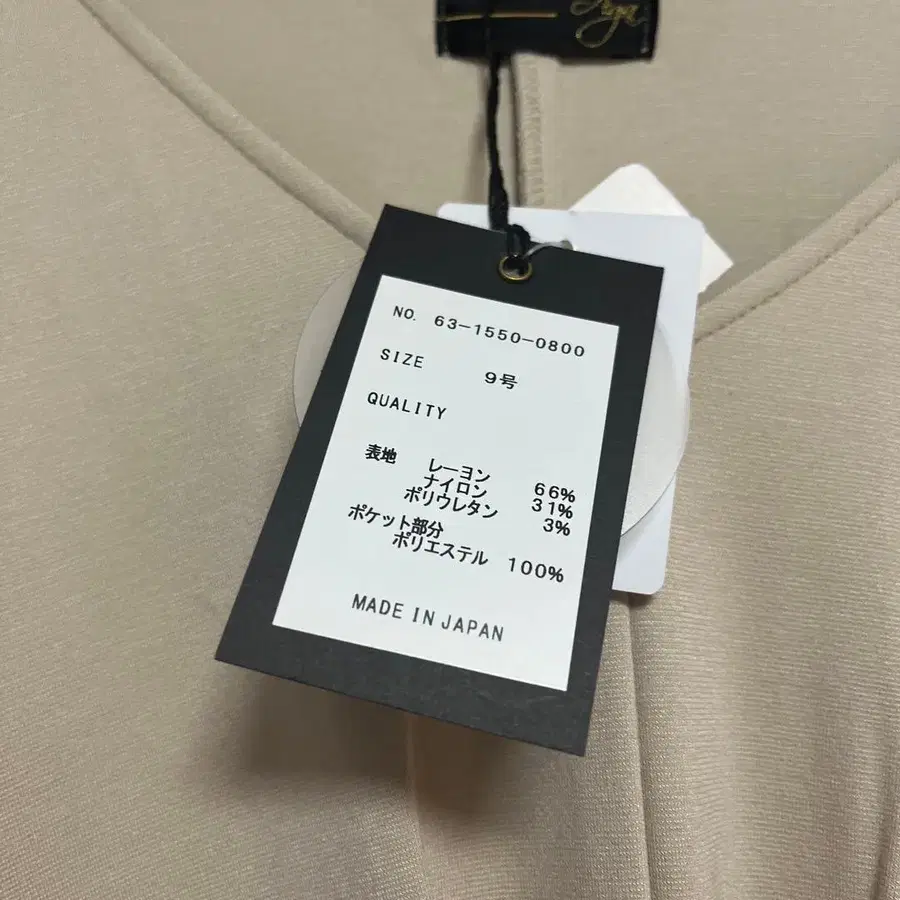 NO. 63-1550-0800
SIZE 9号
QUALITY
表地 レーヨン 66%
ナイロン 31%
ポリウレタン 3%
ポケット部分
ポリエステル 100%
MADE IN JAPAN